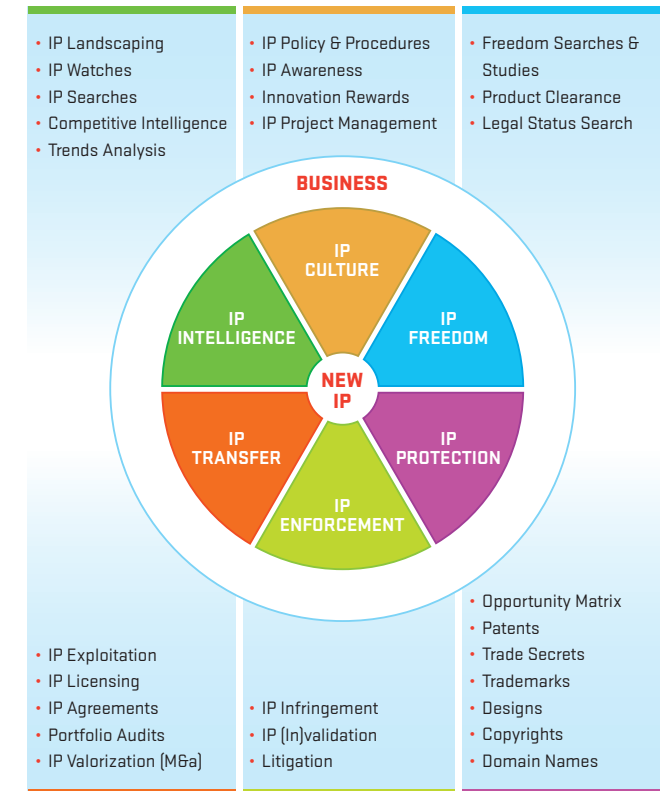 • IP Landscaping
• IP Watches
• IP Searches
• Competitive Intelligence
• Trends Analysis
• IP Policy & Procedures
• IP Awareness
• Innovation Rewards
• IP Project Management
• Freedom Searches &
Studies
• Product Clearance
• Legal Status Search
BUSINESS
IP
CULTURE
IP
INTELLIGENCE
IP
FREEDOM
NEW
IP
IP
TRANSFER
IP
PROTECTION
IP
ENFORCEMENT
• IP Exploitation
• IP Licensing
• IP Agreements
• Portfolio Audits
• IP Valorization (M&a)
• IP Infringement
• IP (In)validation
• Litigation
• Opportunity Matrix
• Patents
• Trade Secrets
• Trademarks
• Designs
• Copyrights
• Domain Names